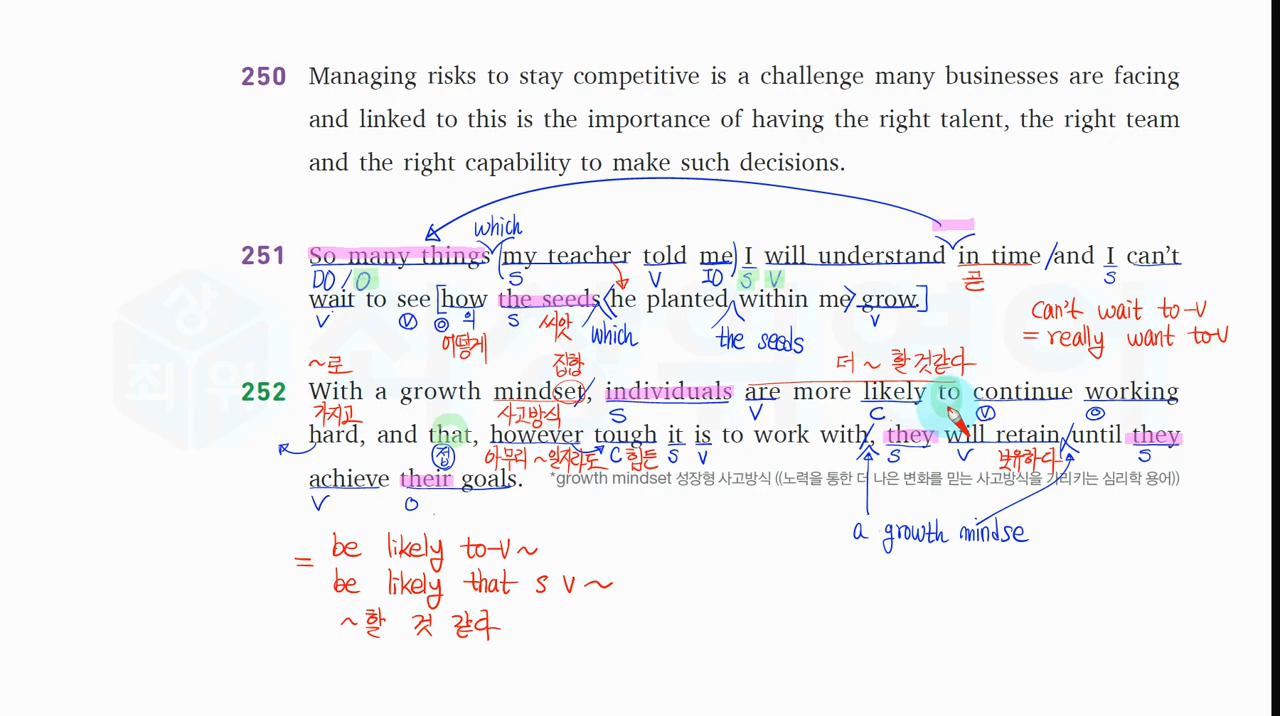 250 Managing risks to stay competitive is a challenge many businesses are facing
and linked to this is the importance of having the right talent, the right team
and the right capability to make such decisions.
which
251 So many things my teacher told me I will understand in time and I can't
DO / O S V IO S V 곧 S
wait to see [how the seeds he planted within me grow.]
V V O 의 S V
어떻게 씨앗 which the seeds
can't wait to-V
= really want to V
~로 집합 더 ~ 할 것같다
252 With a growth mindset, individuals are more likely to continue working
가지고 사고방식 S V C V O
hard, and that, however tough it is to work with, they will retain until they
접 아무리 ~일지라도 C 힘든 S V S V 보유하다 S
achieve their goals. *growth mindset 성장형 사고방식 ((노력을 통한 더 나은 변화를 믿는 사고방식을 가리키는 심리학 용어))
V O
a growth mindse
= be likely to-V ~
be likely that S V ~
~할 것 같다